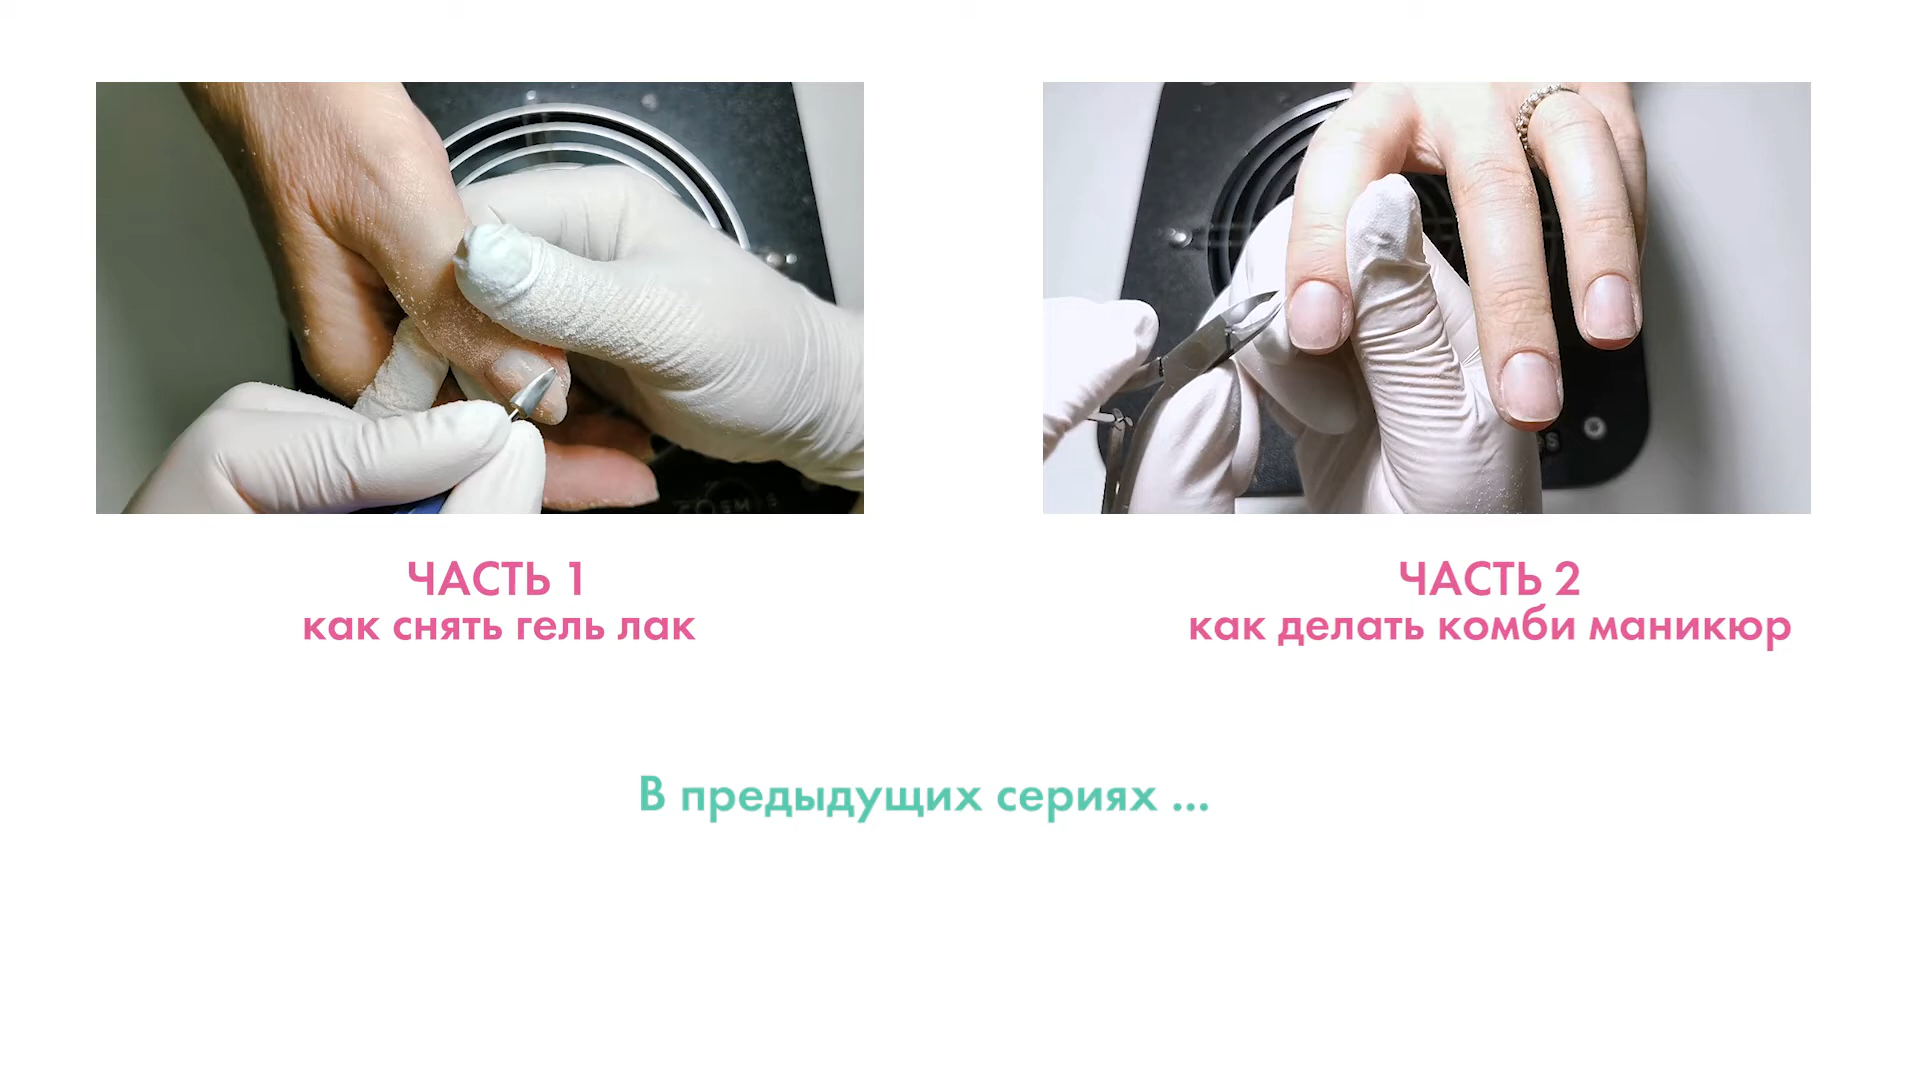 ЧАСТЬ 1
как снять гель лак
ЧАСТЬ 2
как делать комби маникюр
В предыдущих сериях ...